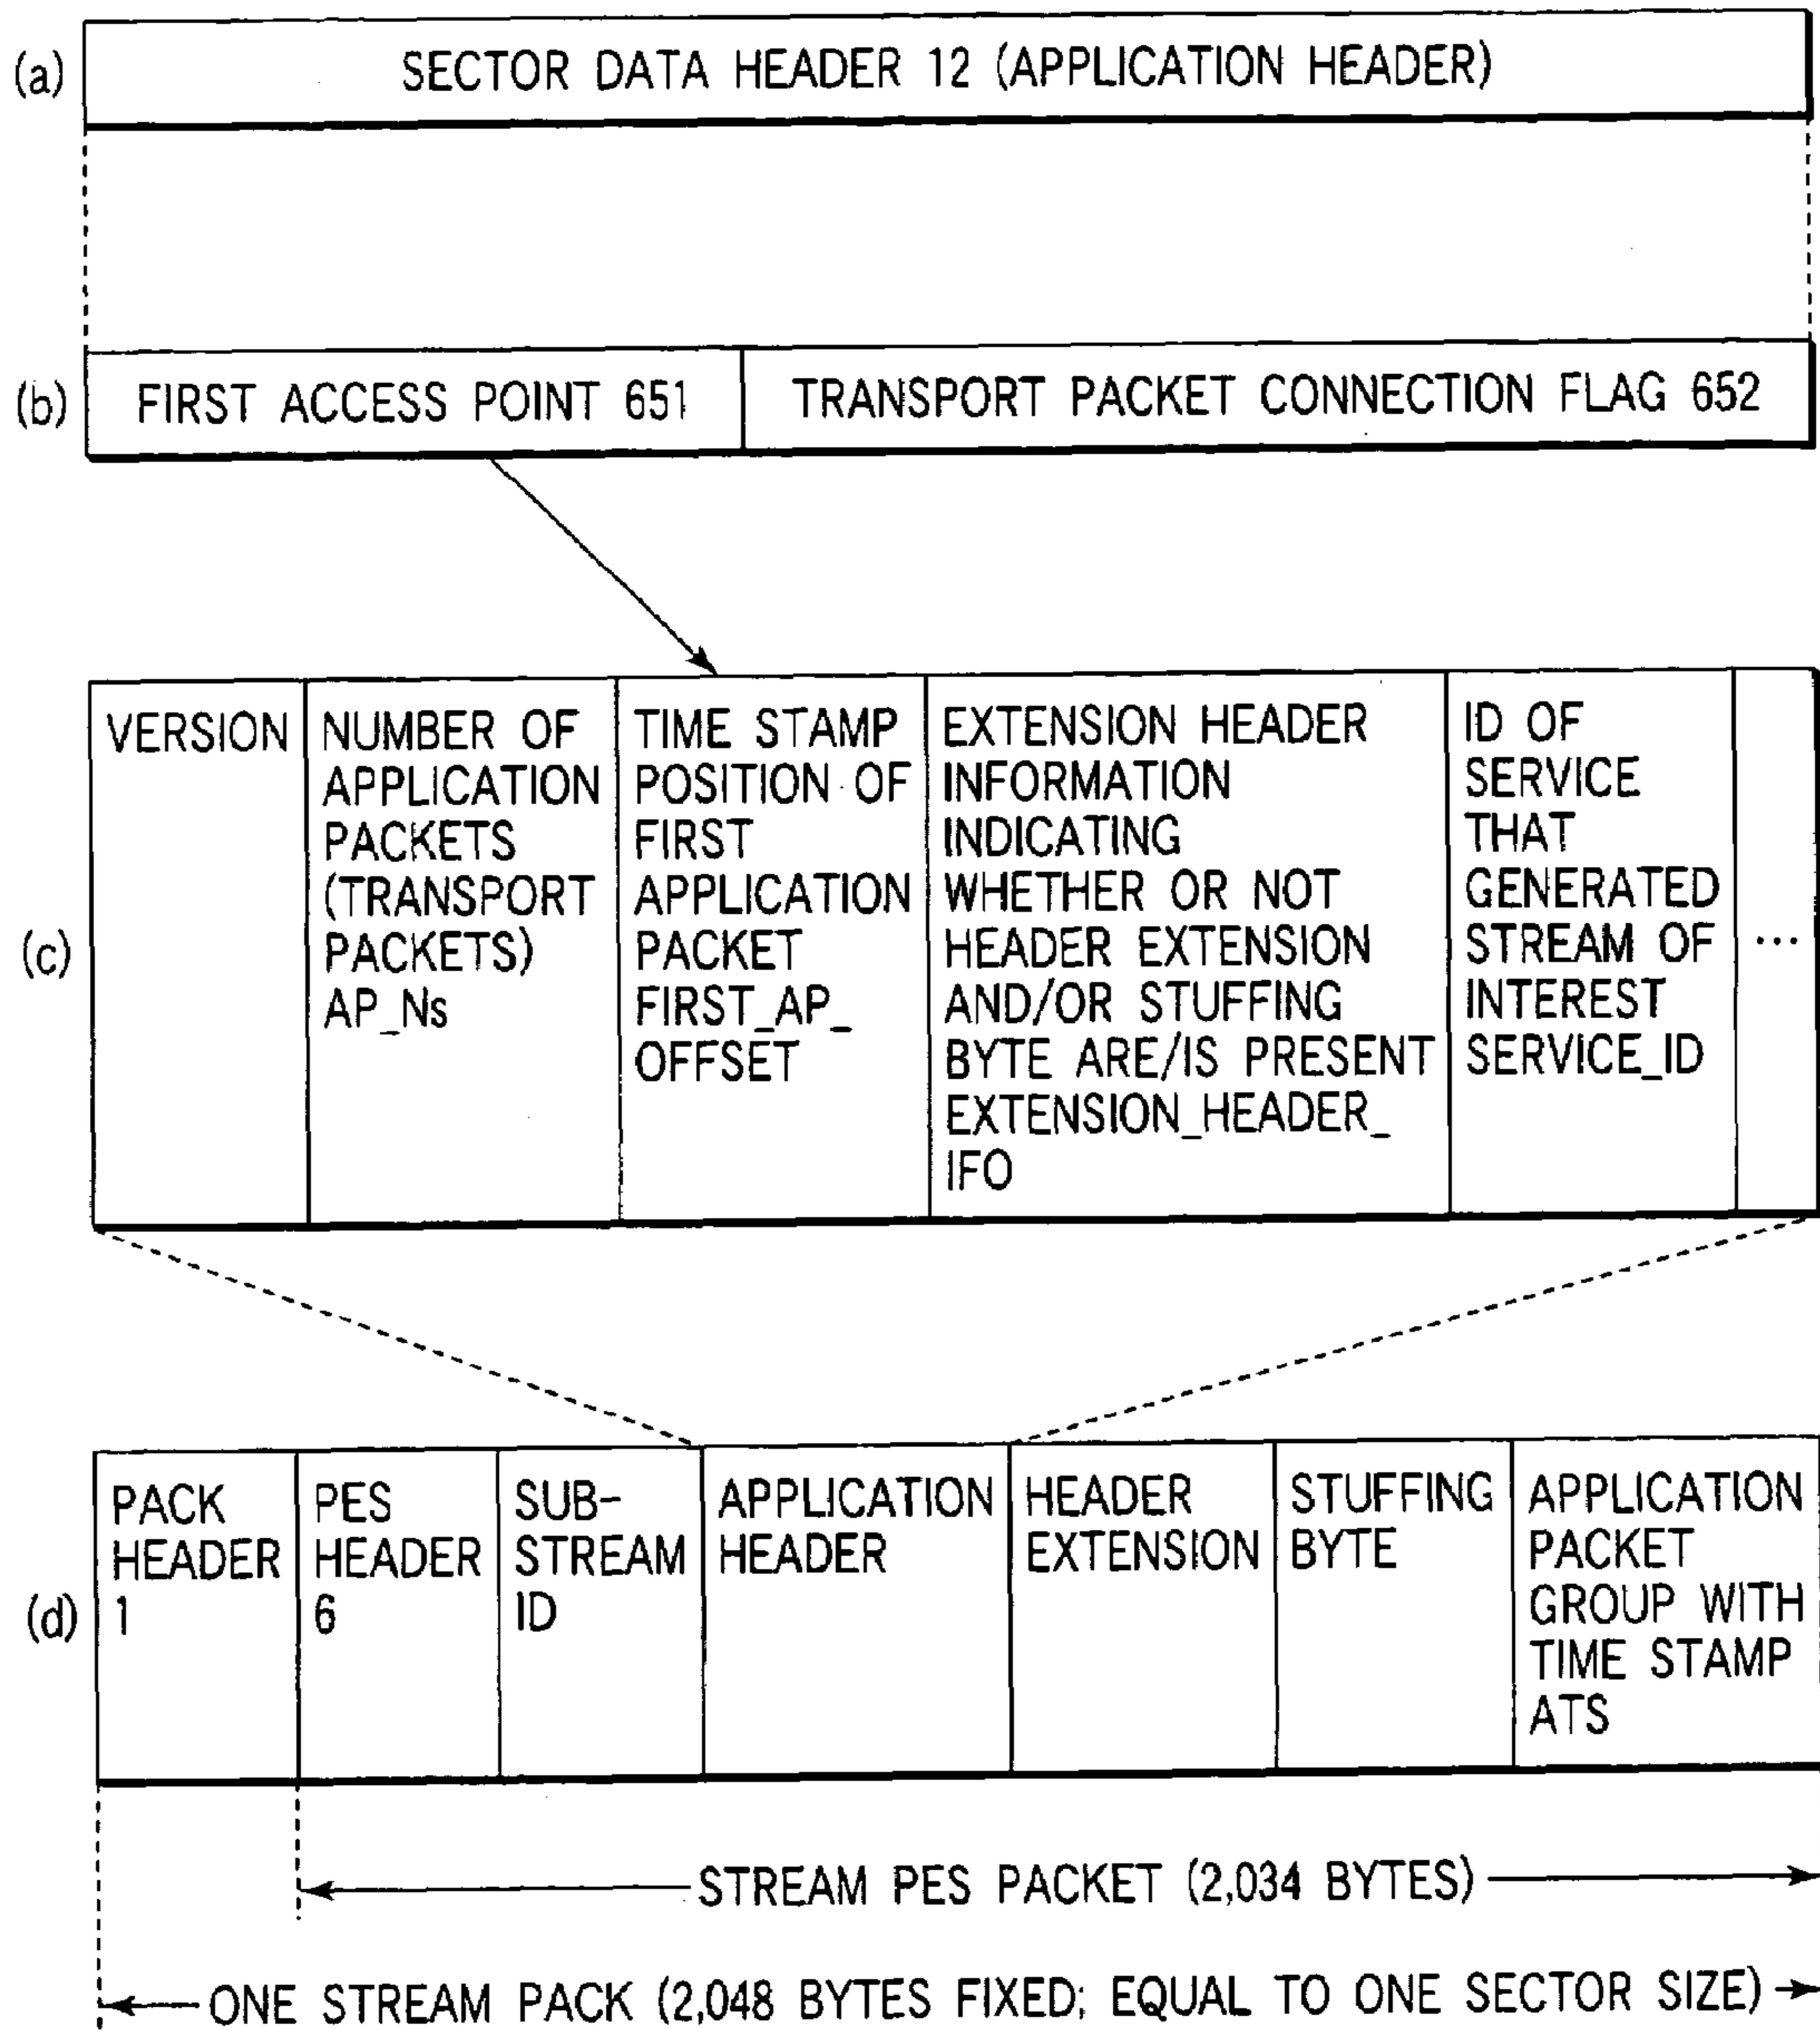 (a)
SECTOR DATA HEADER 12 (APPLICATION HEADER)
(b)
FIRST ACCESS POINT 651
TRANSPORT PACKET CONNECTION FLAG 652
(c)
VERSION
NUMBER OF
APPLICATION
PACKETS
(TRANSPORT
PACKETS)
AP_Ns
TIME STAMP
POSITION OF
FIRST
APPLICATION
PACKET
FIRST_AP_
OFFSET
EXTENSION HEADER
INFORMATION
INDICATING
WHETHER OR NOT
HEADER EXTENSION
AND/OR STUFFING
BYTE ARE/IS PRESENT
EXTENSION_HEADER_
IFO
ID OF
SERVICE
THAT
GENERATED
STREAM OF
INTEREST
SERVICE_ID
...
(d)
PACK
HEADER
1
PES
HEADER
6
SUB-
STREAM
ID
APPLICATION
HEADER
HEADER
EXTENSION
STUFFING
BYTE
APPLICATION
PACKET
GROUP WITH
TIME STAMP
ATS
STREAM PES PACKET (2,034 BYTES)
ONE STREAM PACK (2,048 BYTES FIXED; EQUAL TO ONE SECTOR SIZE)